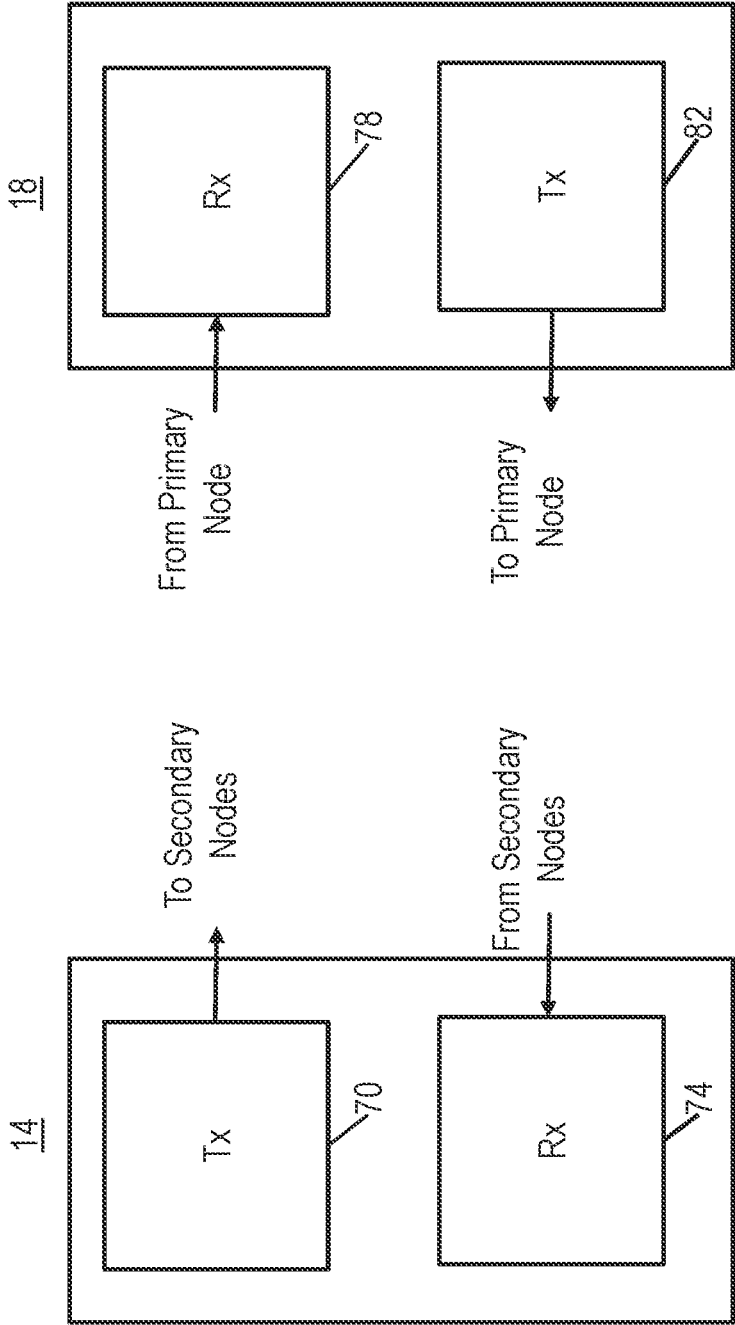 14
Tx
70
To Secondary
Nodes
Rx
74
From Secondary
Nodes
18
From Primary
Node
Rx
78
To Primary
Node
Tx
82